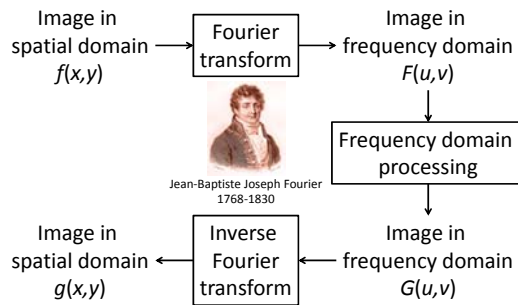 Image in
spatial domain
f(x,y)
Fourier
transform
Image in
frequency domain
F(u,v)
Frequency domain
processing
Jean-Baptiste Joseph Fourier
1768-1830
Image in
spatial domain
g(x,y)
Inverse
Fourier
transform
Image in
frequency domain
G(u,v)